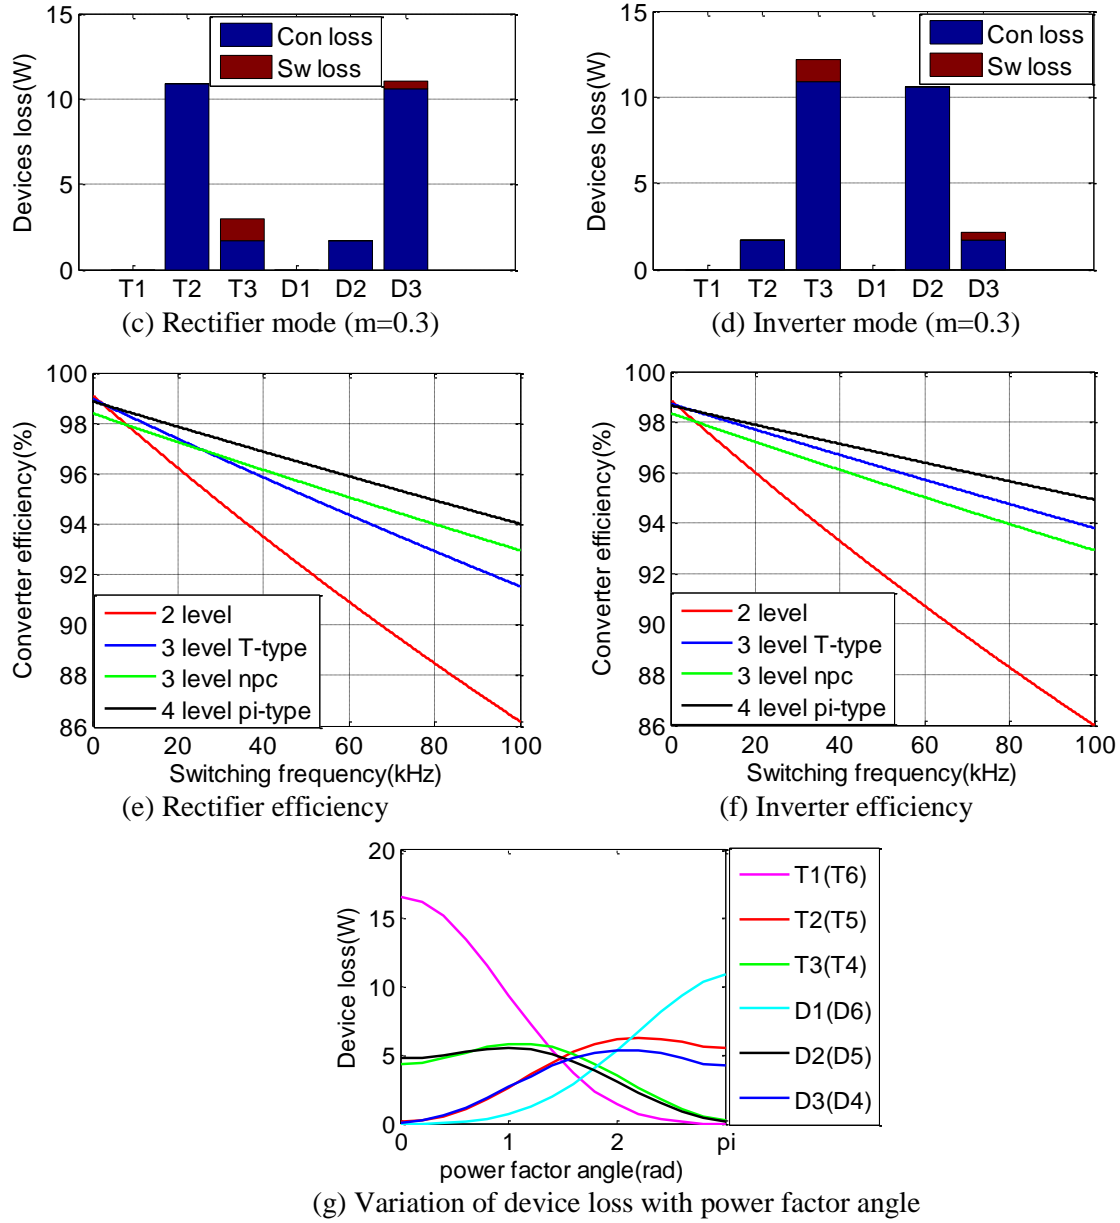 15
10
5
0
Devices loss(W)
Con loss
Sw loss
T1 T2 T3 D1 D2 D3
(c) Rectifier mode (m=0.3)
15
10
5
0
Devices loss(W)
Con loss
Sw loss
T1 T2 T3 D1 D2 D3
(d) Inverter mode (m=0.3)
100
98
96
94
92
90
88
86
Converter efficiency(%)
2 level
3 level T-type
3 level npc
4 level pi-type
0 20 40 60 80 100
Switching frequency(kHz)
(e) Rectifier efficiency
100
98
96
94
92
90
88
86
Converter efficiency(%)
2 level
3 level T-type
3 level npc
4 level pi-type
0 20 40 60 80 100
Switching frequency(kHz)
(f) Inverter efficiency
20
15
10
5
0
Device loss(W)
0 1 2 pi
power factor angle(rad)
T1(T6)
T2(T5)
T3(T4)
D1(D6)
D2(D5)
D3(D4)
(g) Variation of device loss with power factor angle